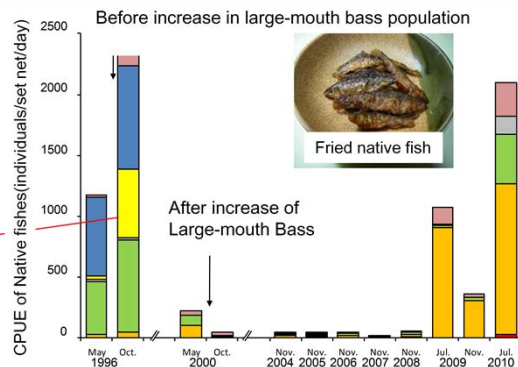 Before increase in large-mouth bass population
CPUE of Native fishes(individuals/set net/day)
2500
2000
1500
1000
500
0
Fried native fish
After increase of
Large-mouth Bass
May Oct. May Oct. Nov. Nov. Nov. Nov. Nov. Jul. Nov. Jul.
1996 2000 2004 2005 2006 2007 2008 2009 2010